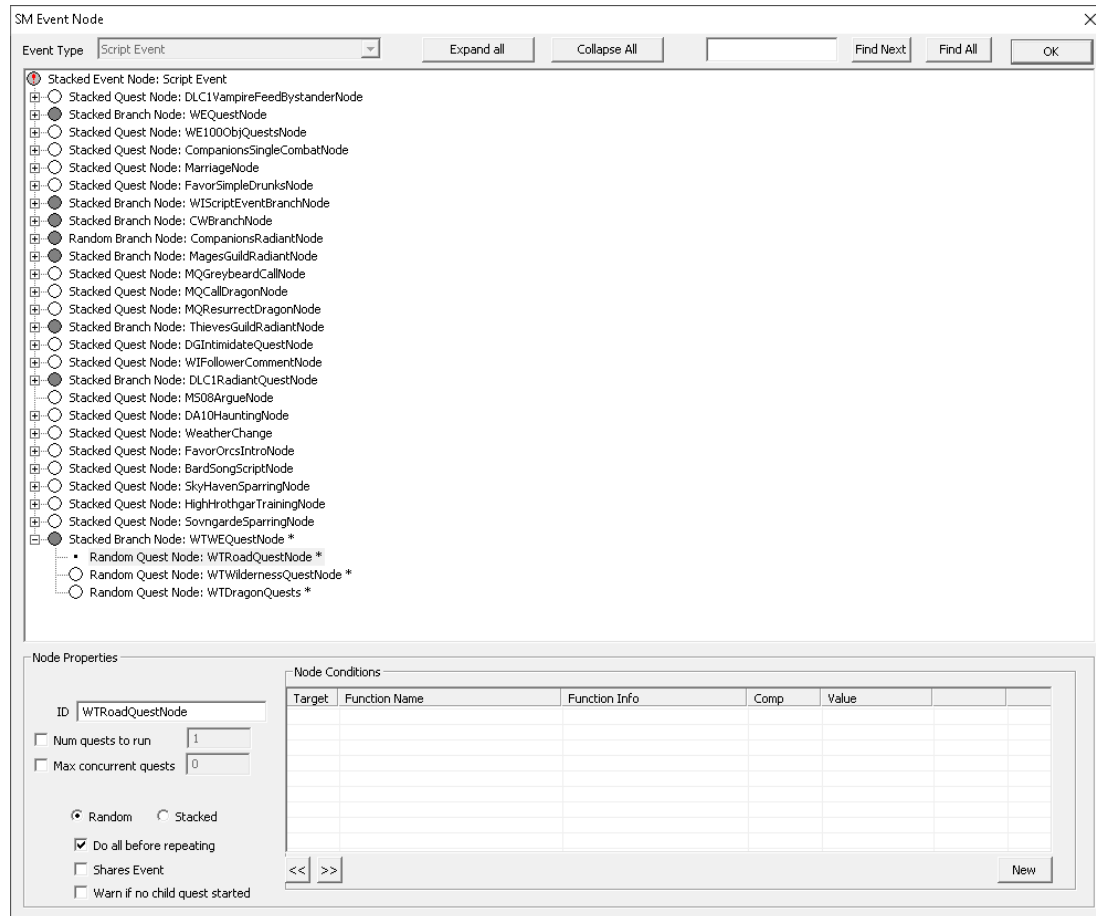 SM Event Node
Event Type Script Event Expand all Collapse All Find Next Find All OK
Stacked Event Node: Script Event
Stacked Quest Node: DLC1VampireFeedBystanderNode
Stacked Branch Node: WEQuestNode
Stacked Quest Node: WE100ObjQuestsNode
Stacked Quest Node: CompanionsSingleCombatNode
Stacked Quest Node: MarriageNode
Stacked Quest Node: FavorSimpleDrunksNode
Stacked Branch Node: WIScriptEventBranchNode
Stacked Branch Node: CWBranchNode
Random Branch Node: CompanionsRadiantNode
Stacked Branch Node: MagesGuildRadiantNode
Stacked Quest Node: MQGreybeardCallNode
Stacked Quest Node: MQCallDragonNode
Stacked Quest Node: MQResurrectDragonNode
Stacked Branch Node: ThievesGuildRadiantNode
Stacked Quest Node: DGIntimidateQuestNode
Stacked Quest Node: WIFollowerCommentNode
Stacked Branch Node: DLC1RadiantQuestNode
Stacked Quest Node: MS08ArgueNode
Stacked Quest Node: DA10HauntingNode
Stacked Quest Node: WeatherChange
Stacked Quest Node: FavorOrcsIntroNode
Stacked Quest Node: BardSongScriptNode
Stacked Quest Node: SkyHavenSparringNode
Stacked Quest Node: HighHrothgarTrainingNode
Stacked Quest Node: SovngardeSparringNode
Stacked Branch Node: WTWEQuestNode *
Random Quest Node: WTRoadQuestNode *
Random Quest Node: WTWildernessQuestNode *
Random Quest Node: WTDragonQuests *
Node Properties
ID WTRoadQuestNode
Num quests to run 1
Max concurrent quests 0
Random Stacked
Do all before repeating
Shares Event
Warn if no child quest started
Node Conditions
Target Function Name Function Info Comp Value
<< >> New